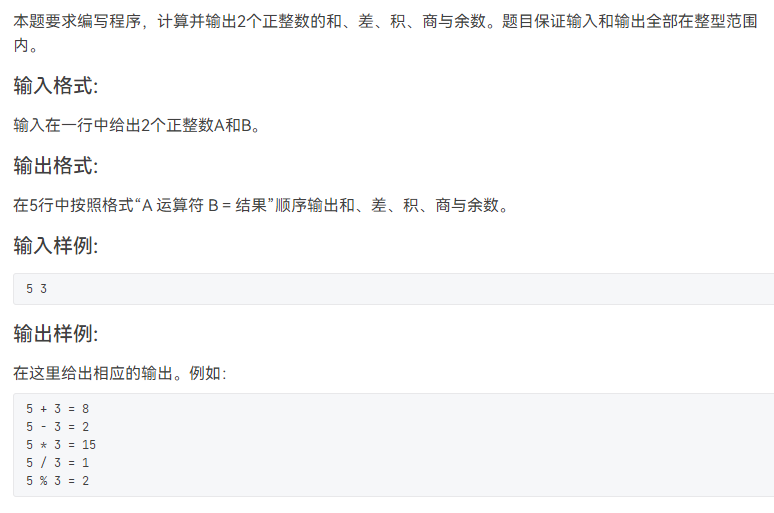 本题要求编写程序，计算并输出2个正整数的和、差、积、商与余数。题目保证输入和输出全部在整型范围
内。
输入格式:
输入在一行中给出2个正整数A和B。
输出格式:
在5行中按照格式“A 运算符 B = 结果”顺序输出和、差、积、商与余数。
输入样例:
5 3
输出样例:
在这里给出相应的输出。例如：
5 + 3 = 8
5 - 3 = 2
5 * 3 = 15
5 / 3 = 1
5 % 3 = 2